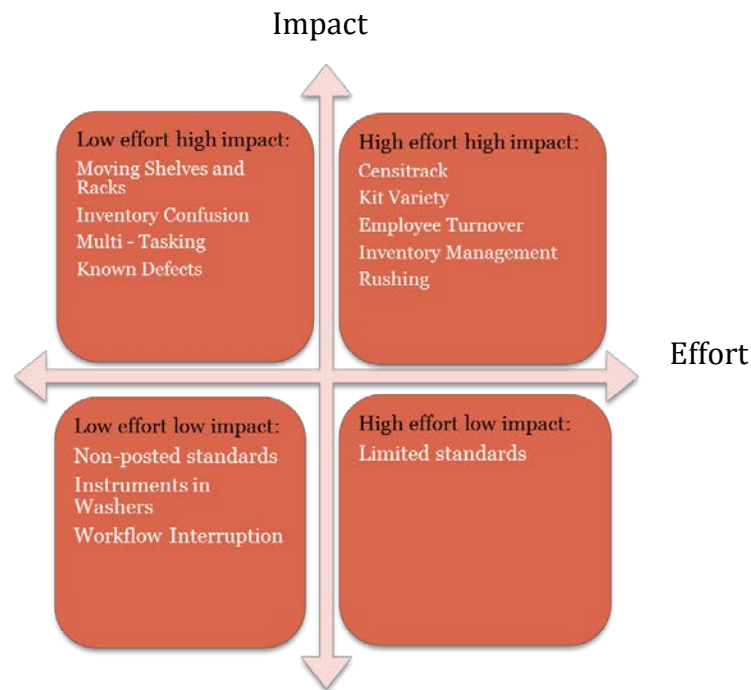 Impact
Low effort high impact:
Moving Shelves and
Racks
Inventory Confusion
Multi - Tasking
Known Defects
High effort high impact:
Censitrack
Kit Variety
Employee Turnover
Inventory Management
Rushing
Effort
Low effort low impact:
Non-posted standards
Instruments in
Washers
Workflow Interruption
High effort low impact:
Limited standards